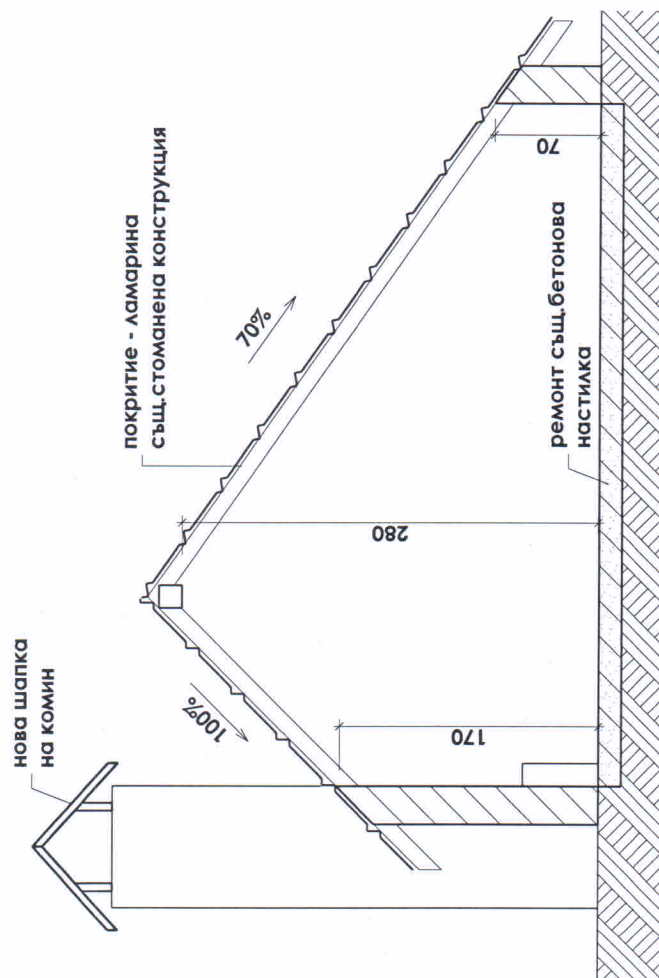 нова шапка
на комин
покритие - ламарина
същ.стоманена конструкция
100%
70%
280
170
70
ремонт същ.бетонова
настилка